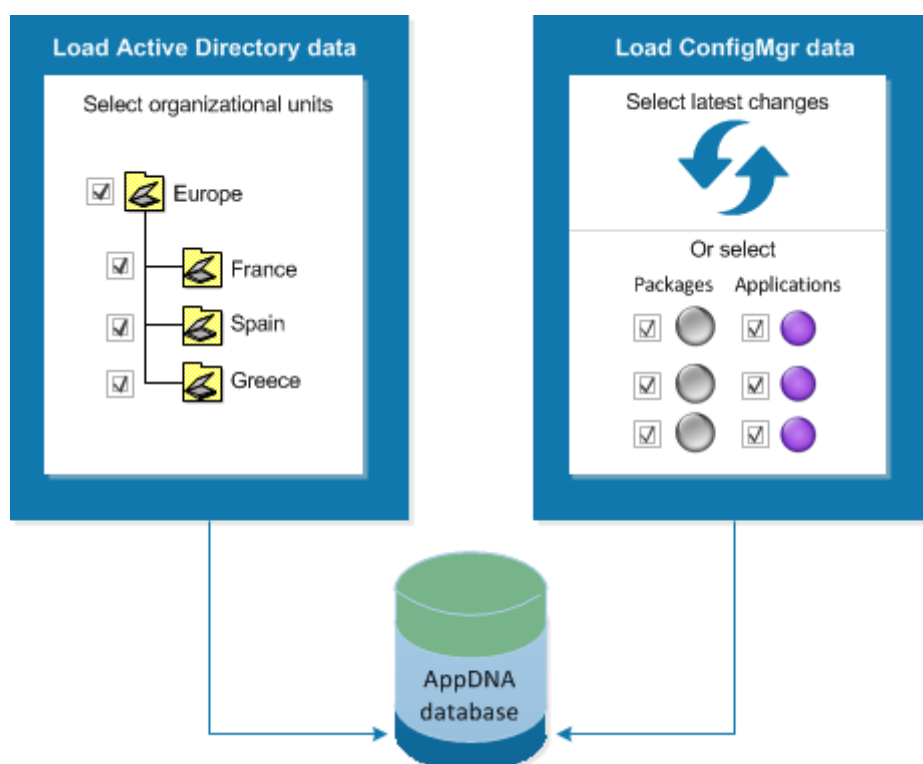 Load Active Directory data
Select organizational units
Europe
France
Spain
Greece
Load ConfigMgr data
Select latest changes
Or select
Packages Applications
AppDNA
database